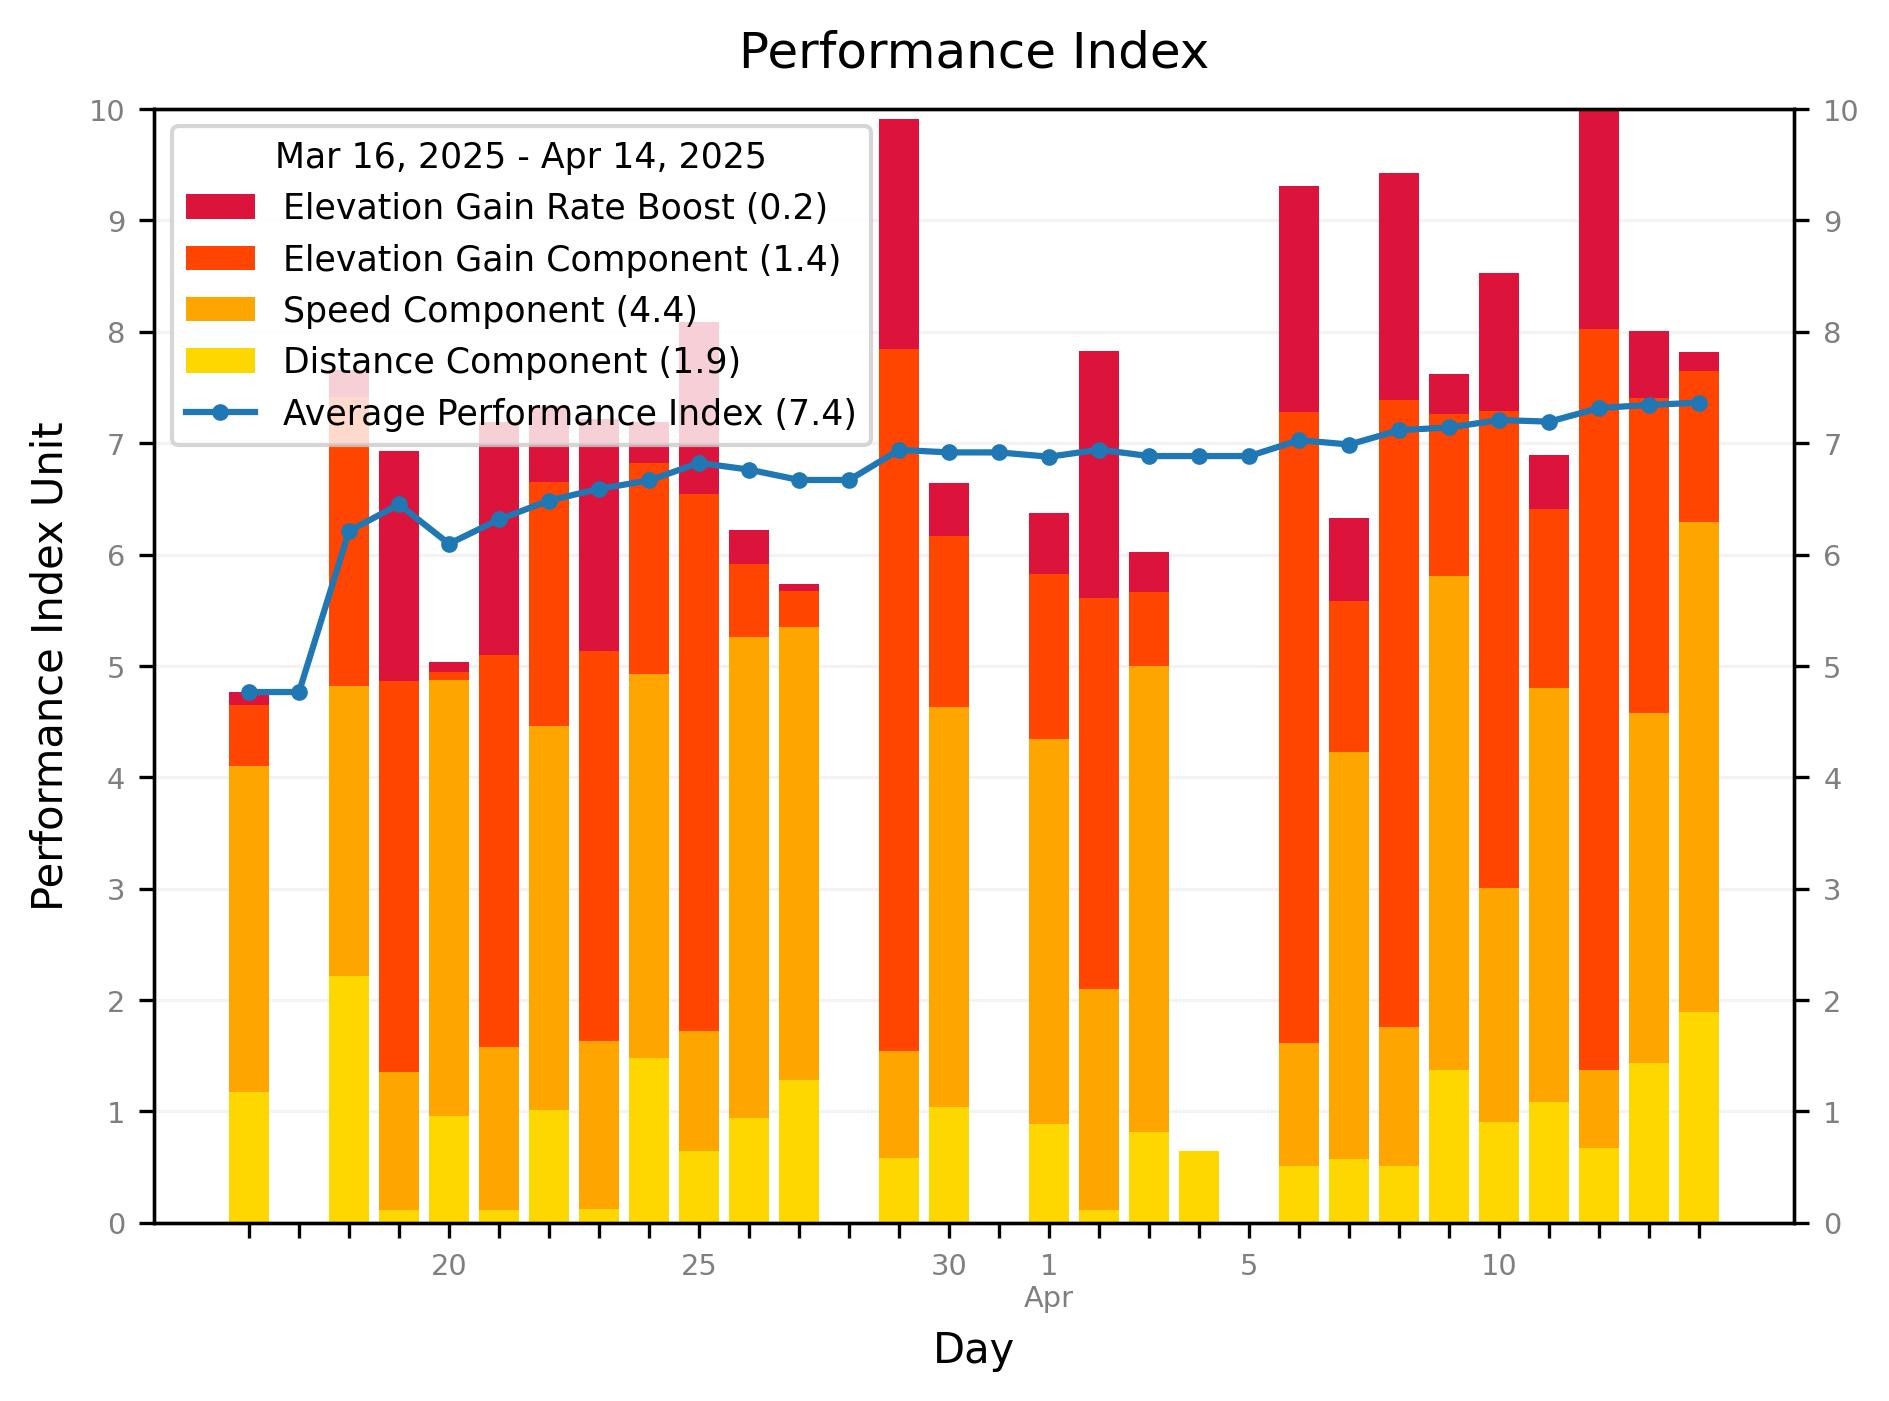 Performance Index
Mar 16, 2025 - Apr 14, 2025
Elevation Gain Rate Boost (0.2)
Elevation Gain Component (1.4)
Speed Component (4.4)
Distance Component (1.9)
Average Performance Index (7.4)
Performance Index Unit
10
9
8
7
6
5
4
3
2
1
0
10
9
8
7
6
5
4
3
2
1
0
20 25 30 1 5 10
Apr
Day